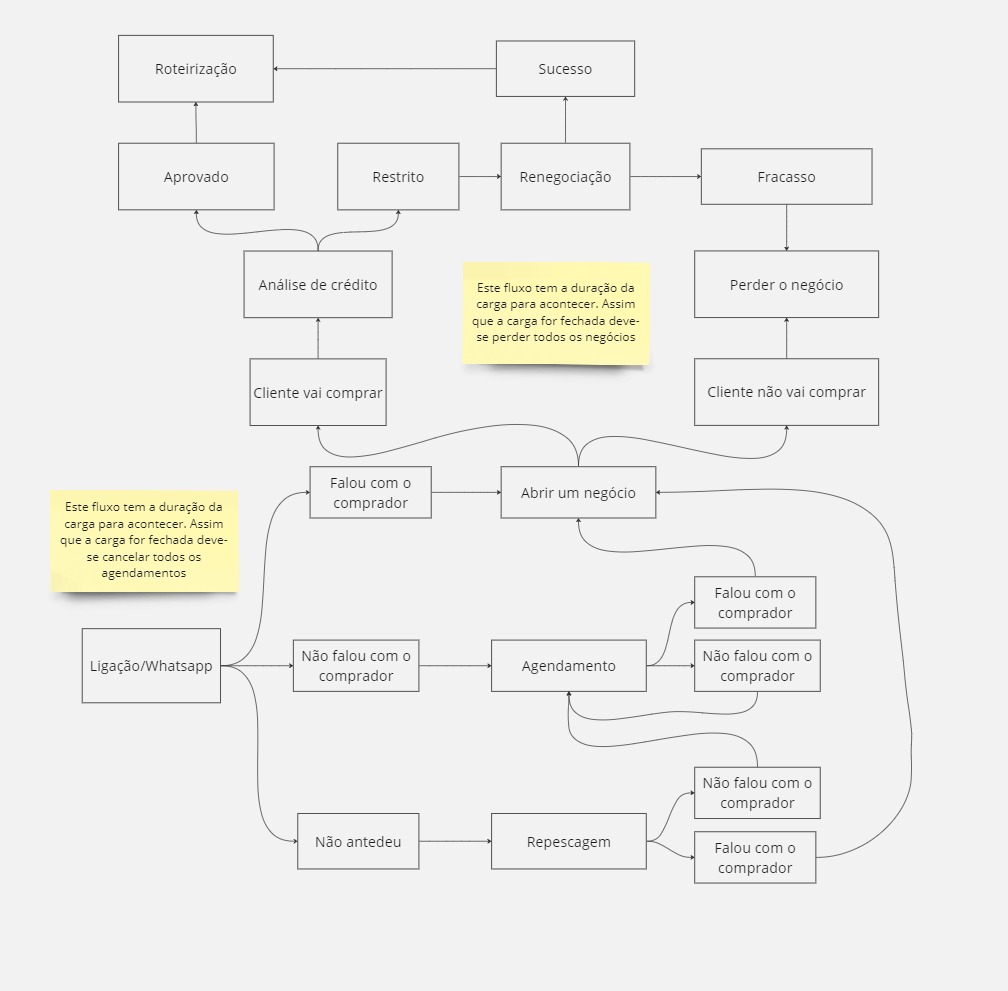 Roteirização
Sucesso
Aprovado
Restrito
Renegociação
Fracasso
Análise de crédito
Este fluxo tem a duração da
carga para acontecer. Assim
que a carga for fechada deve-
se perder todos os negócios
Perder o negócio
Cliente vai comprar
Cliente não vai comprar
Falou com o
comprador
Abrir um negócio
Este fluxo tem a duração da
carga para acontecer. Assim
que a carga for fechada deve-
se cancelar todos os
agendamentos
Falou com o
comprador
Ligação/Whatsapp
Não falou com o
comprador
Agendamento
Não falou com o
comprador
Não falou com o
comprador
Não antedeu
Repescagem
Falou com o
comprador